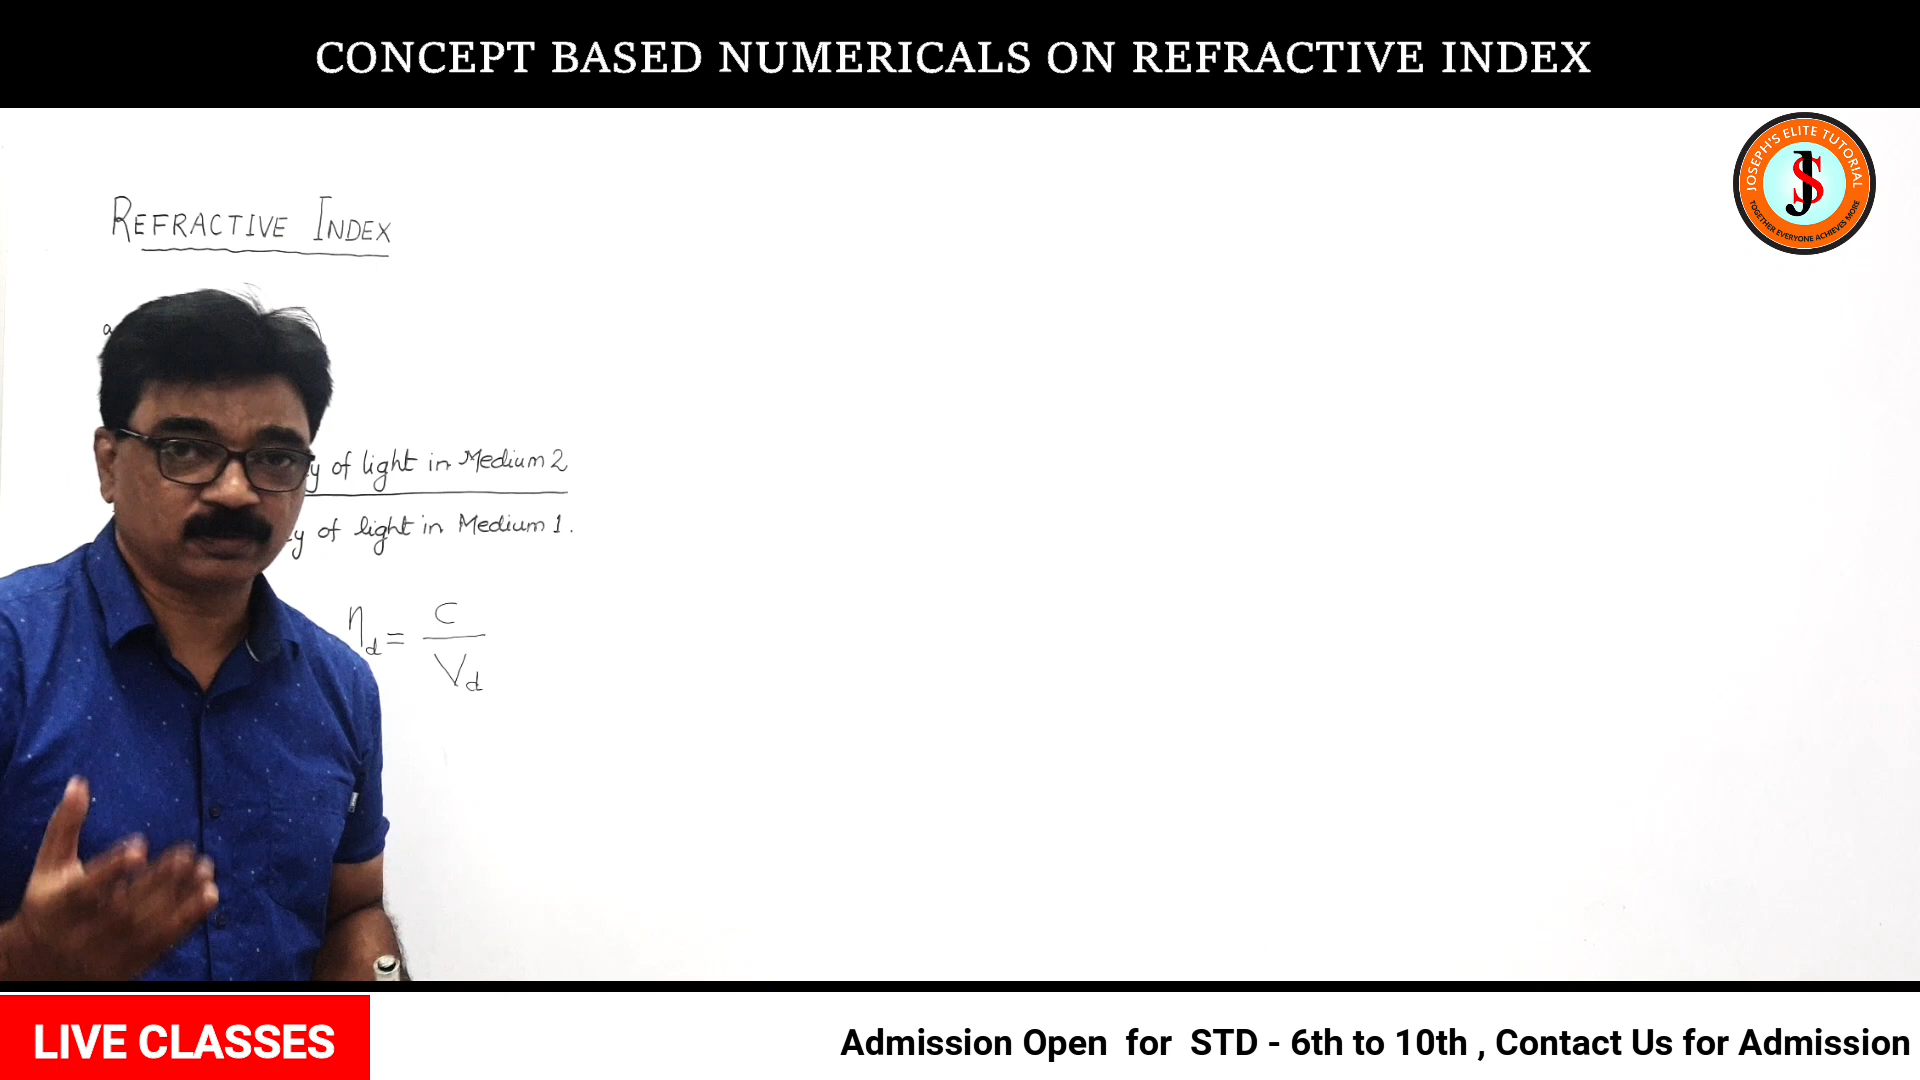 CONCEPT BASED NUMERICALS ON REFRACTIVE INDEX
JOSEPH'S ELITE TUTORIAL
JS
TOGETHER EVERYONE ACHIEVES MORE
REFRACTIVE INDEX
a
y of light in Medium 2
y of light in Medium 1.
η_d = C / V_d
LIVE CLASSES
Admission Open for STD - 6th to 10th , Contact Us for Admission